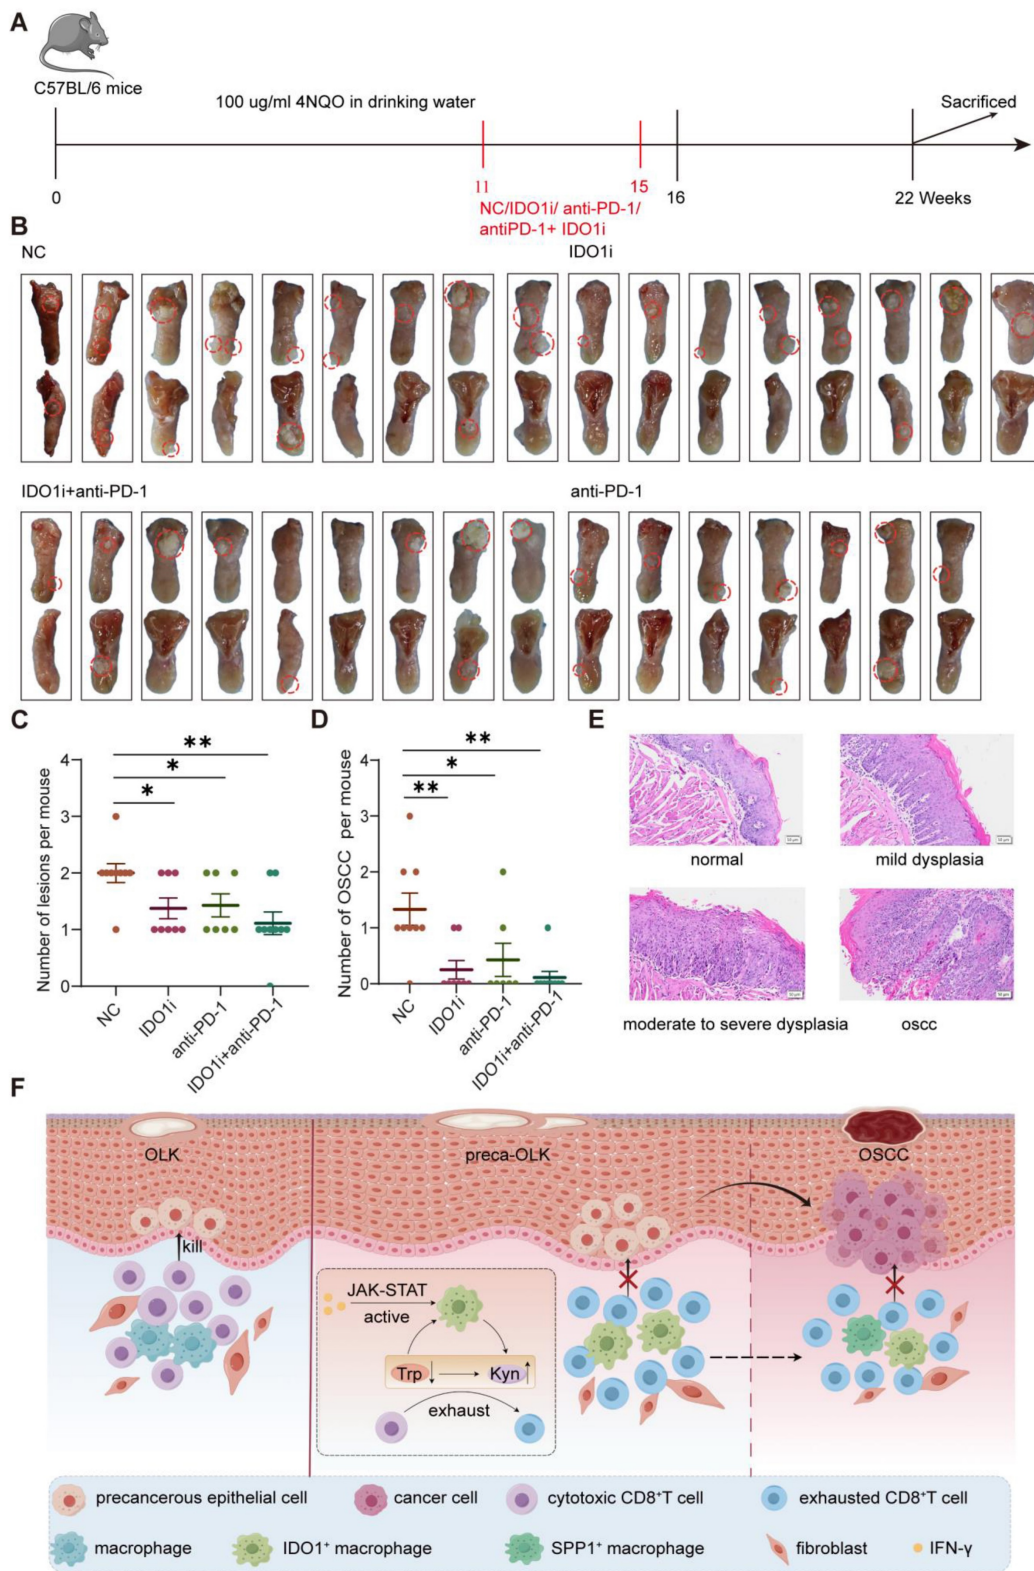 A
C57BL/6 mice
100 ug/ml 4NQO in drinking water
Sacrificed
0
11
15
16
22 Weeks
NC/IDO1i/ anti-PD-1/
antiPD-1+ IDO1i
B
NC
IDO1i
IDO1i+anti-PD-1
anti-PD-1
C
Number of lesions per mouse
4
3
2
1
0
**
*
*
NC
IDO1i
anti-PD-1
IDO1i+anti-PD-1
D
Number of OSCC per mouse
4
3
2
1
0
**
*
**
NC
IDO1i
anti-PD-1
IDO1i+anti-PD-1
E
normal
mild dysplasia
moderate to severe dysplasia
oscc
F
OLK
preca-OLK
OSCC
kill
JAK-STAT
active
Trp
Kyn
exhaust
precancerous epithelial cell
cancer cell
cytotoxic CD8⁺T cell
exhausted CD8⁺T cell
macrophage
IDO1⁺ macrophage
SPP1⁺ macrophage
fibroblast
IFN-γ